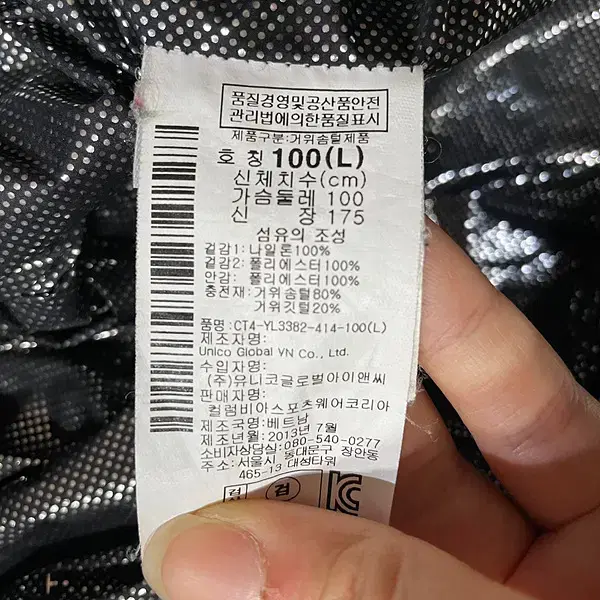 품질경영및공산품안전
관리법에의한품질표시
제품구분:거위솜털제품
호 칭 100(L)
신체치수(cm)
가슴둘레 100
신 장 175
섬유의 조성
겉감1: 나일론100%
겉감2: 폴리에스터100%
안감: 폴리에스터100%
충전재: 거위솜털80%
거위깃털20%
품명: CT4-YL3382-414-100(L)
제조자명:
Unico Global VN Co., Ltd.
수입자명:
(주)유니코글로벌아이앤씨
판매자명:
컬럼비아스포츠웨어코리아
제조국명: 베트남
제조년월: 2013년 7월
소비자상담실: 080-540-0277
주소: 서울시 동대문구 장안동
465-13 대성타워
검 KC